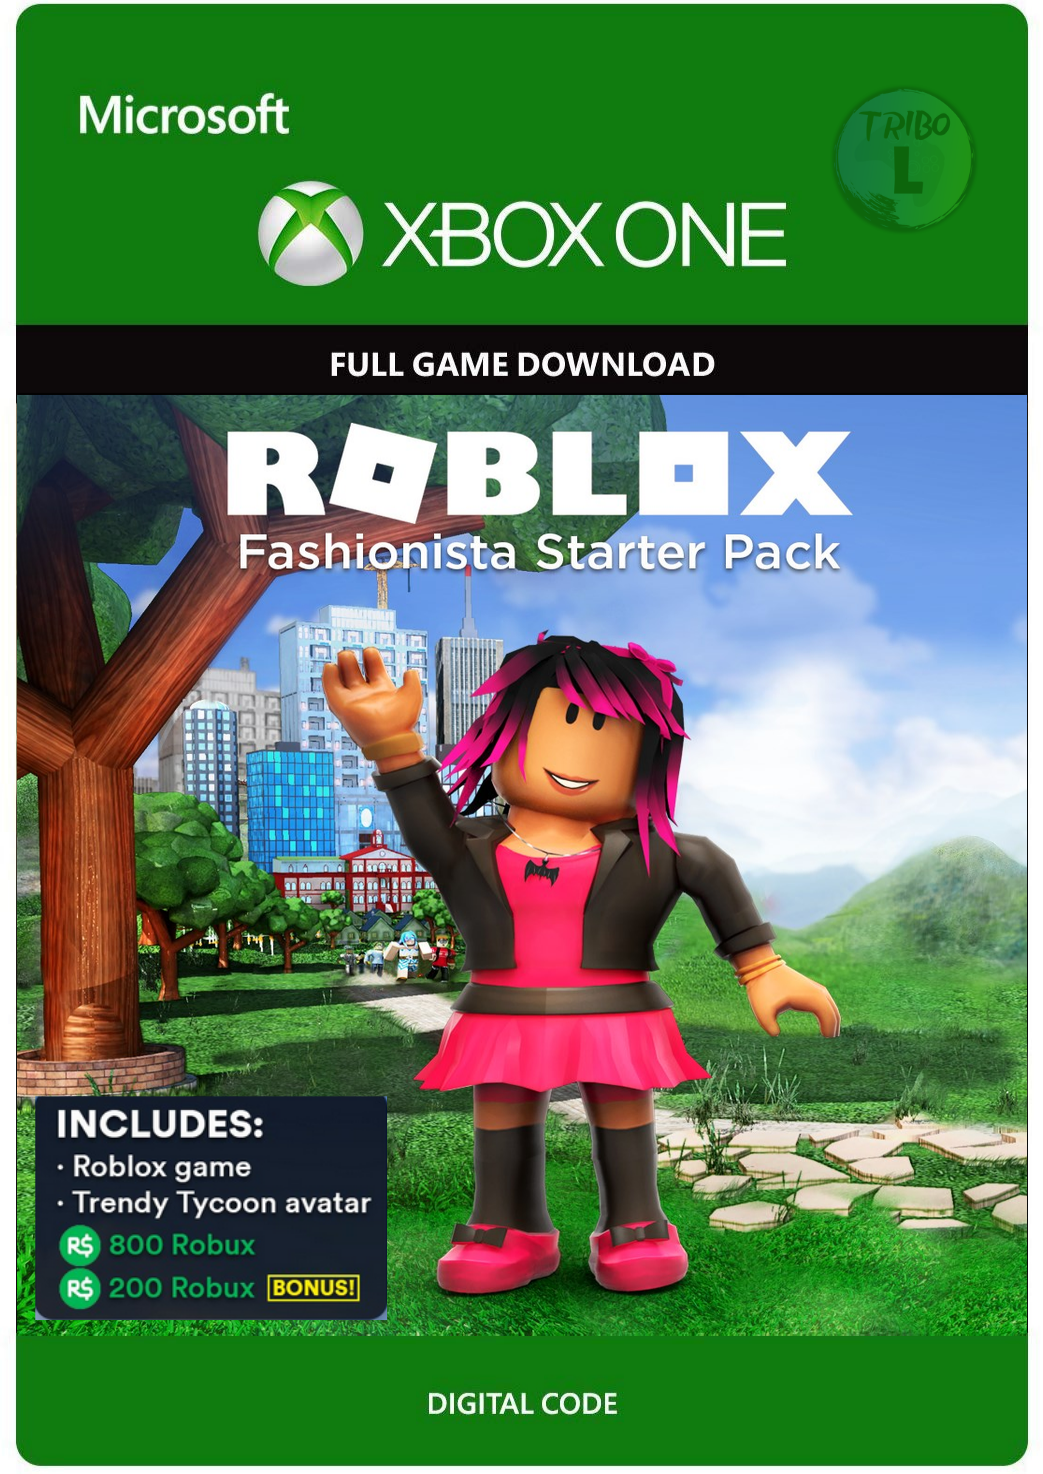 Microsoft
TRIBO
L
XBOX ONE
FULL GAME DOWNLOAD
ROBLOX
Fashionista Starter Pack
INCLUDES:
· Roblox game
· Trendy Tycoon avatar
R$ 800 Robux
R$ 200 Robux BONUS!
DIGITAL CODE